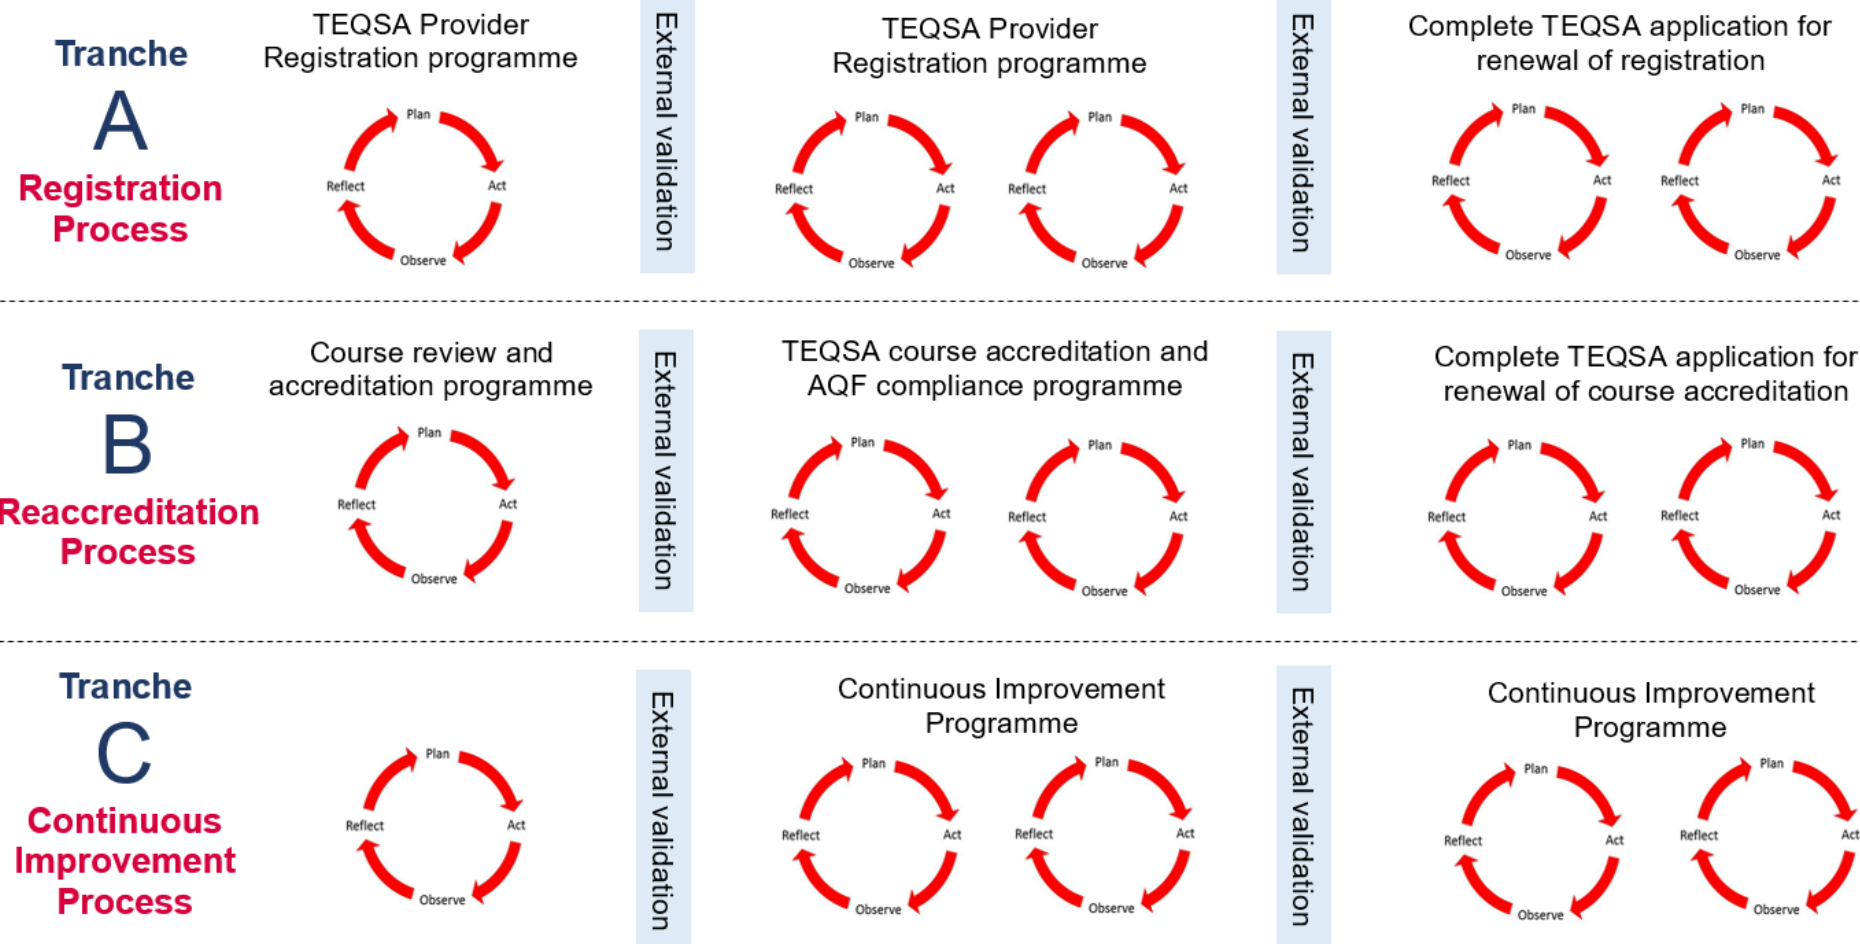 Tranche
A
Registration
Process
TEQSA Provider
Registration programme
Plan
Act
Observe
Reflect
External validation
TEQSA Provider
Registration programme
Plan
Act
Observe
Reflect
Plan
Act
Observe
Reflect
External validation
Complete TEQSA application for
renewal of registration
Plan
Act
Observe
Reflect
Plan
Act
Observe
Reflect
Tranche
B
Reaccreditation
Process
Course review and
accreditation programme
Plan
Act
Observe
Reflect
External validation
TEQSA course accreditation and
AQF compliance programme
Plan
Act
Observe
Reflect
Plan
Act
Observe
Reflect
External validation
Complete TEQSA application for
renewal of course accreditation
Plan
Act
Observe
Reflect
Plan
Act
Observe
Reflect
Tranche
C
Continuous
Improvement
Process
Plan
Act
Observe
Reflect
External validation
Continuous Improvement
Programme
Plan
Act
Observe
Reflect
Plan
Act
Observe
Reflect
External validation
Continuous Improvement
Programme
Plan
Act
Observe
Reflect
Plan
Act
Observe
Reflect